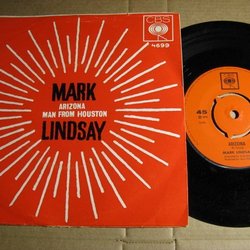 CBS
4699
MARK
ARIZONA
MAN FROM HOUSTON
LINDSAY
CBS
45
ARIZONA
MARK LINDSAY